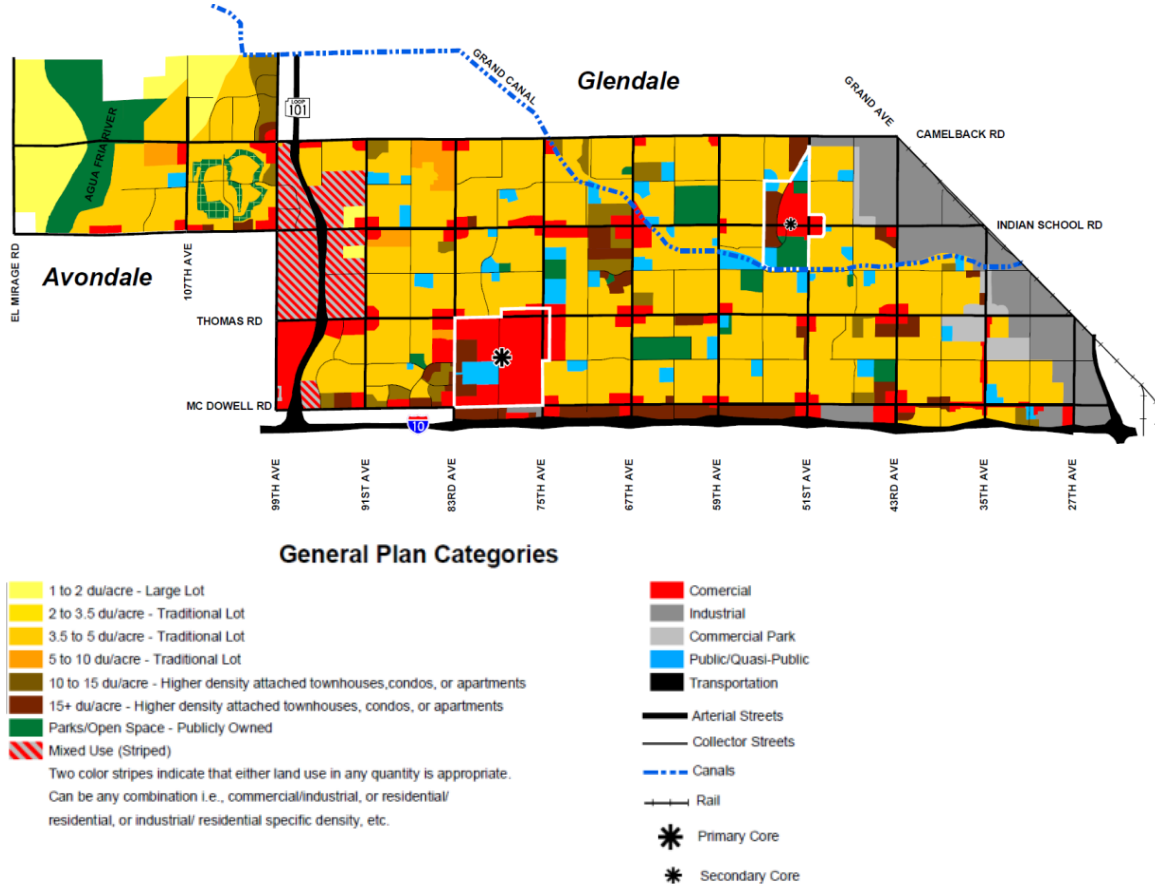 Glendale
GRAND CANAL
GRAND AVE
LOOP
101
CAMELBACK RD
AGUA FRIA RIVER
INDIAN SCHOOL RD
EL MIRAGE RD
Avondale
107TH AVE
THOMAS RD
MC DOWELL RD
10
99TH AVE
91ST AVE
83RD AVE
75TH AVE
67TH AVE
59TH AVE
51ST AVE
43RD AVE
35TH AVE
27TH AVE
General Plan Categories
1 to 2 du/acre - Large Lot
2 to 3.5 du/acre - Traditional Lot
3.5 to 5 du/acre - Traditional Lot
5 to 10 du/acre - Traditional Lot
10 to 15 du/acre - Higher density attached townhouses,condos, or apartments
15+ du/acre - Higher density attached townhouses, condos, or apartments
Parks/Open Space - Publicly Owned
Mixed Use (Striped)
Two color stripes indicate that either land use in any quantity is appropriate.
Can be any combination i.e., commercial/industrial, or residential/
residential, or industrial/ residential specific density, etc.
Comercial
Industrial
Commercial Park
Public/Quasi-Public
Transportation
Arterial Streets
Collector Streets
Canals
Rail
Primary Core
Secondary Core